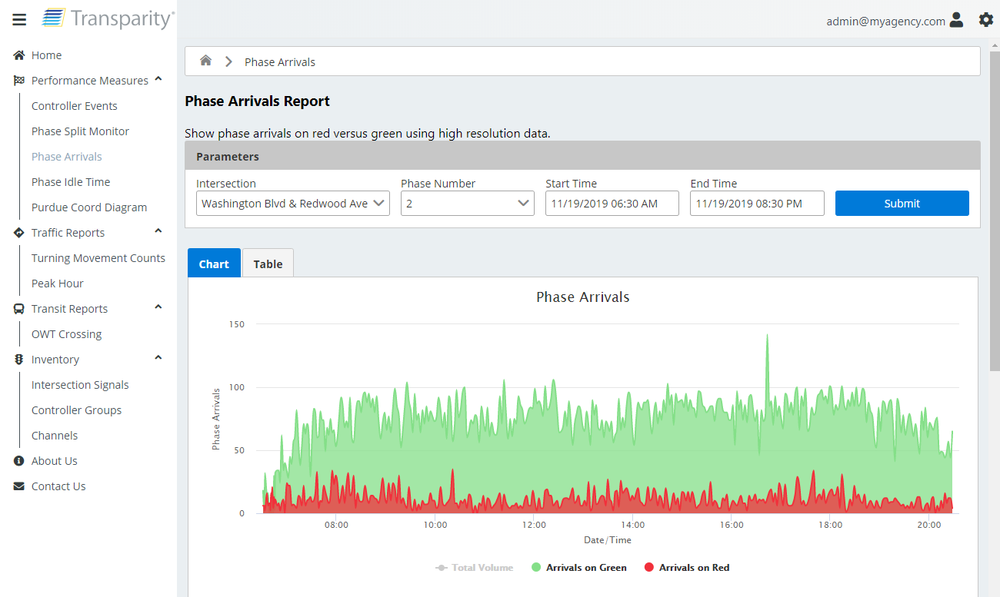 Transparity®
admin@myagency.com
Home
Performance Measures
Controller Events
Phase Split Monitor
Phase Arrivals
Phase Idle Time
Purdue Coord Diagram
Traffic Reports
Turning Movement Counts
Peak Hour
Transit Reports
OWT Crossing
Inventory
Intersection Signals
Controller Groups
Channels
About Us
Contact Us
Phase Arrivals
Phase Arrivals Report
Show phase arrivals on red versus green using high resolution data.
Parameters
Intersection Phase Number Start Time End Time
Washington Blvd & Redwood Ave 2 11/19/2019 06:30 AM 11/19/2019 08:30 PM Submit
Chart Table
Phase Arrivals
Phase Arrivals
150
100
50
0
08:00 10:00 12:00 14:00 16:00 18:00 20:00
Date/Time
Total Volume Arrivals on Green Arrivals on Red